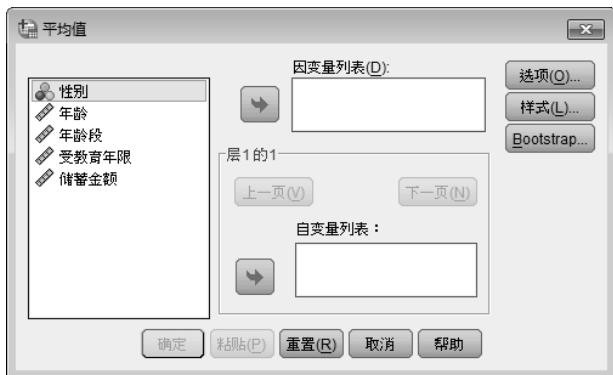 平均值
性别
年龄
年龄段
受教育年限
储蓄金额
因变量列表(D):
层1的1
上一页(V)
下一页(N)
自变量列表：
选项(O)...
样式(L)...
Bootstrap...
确定
粘贴(P)
重置(R)
取消
帮助